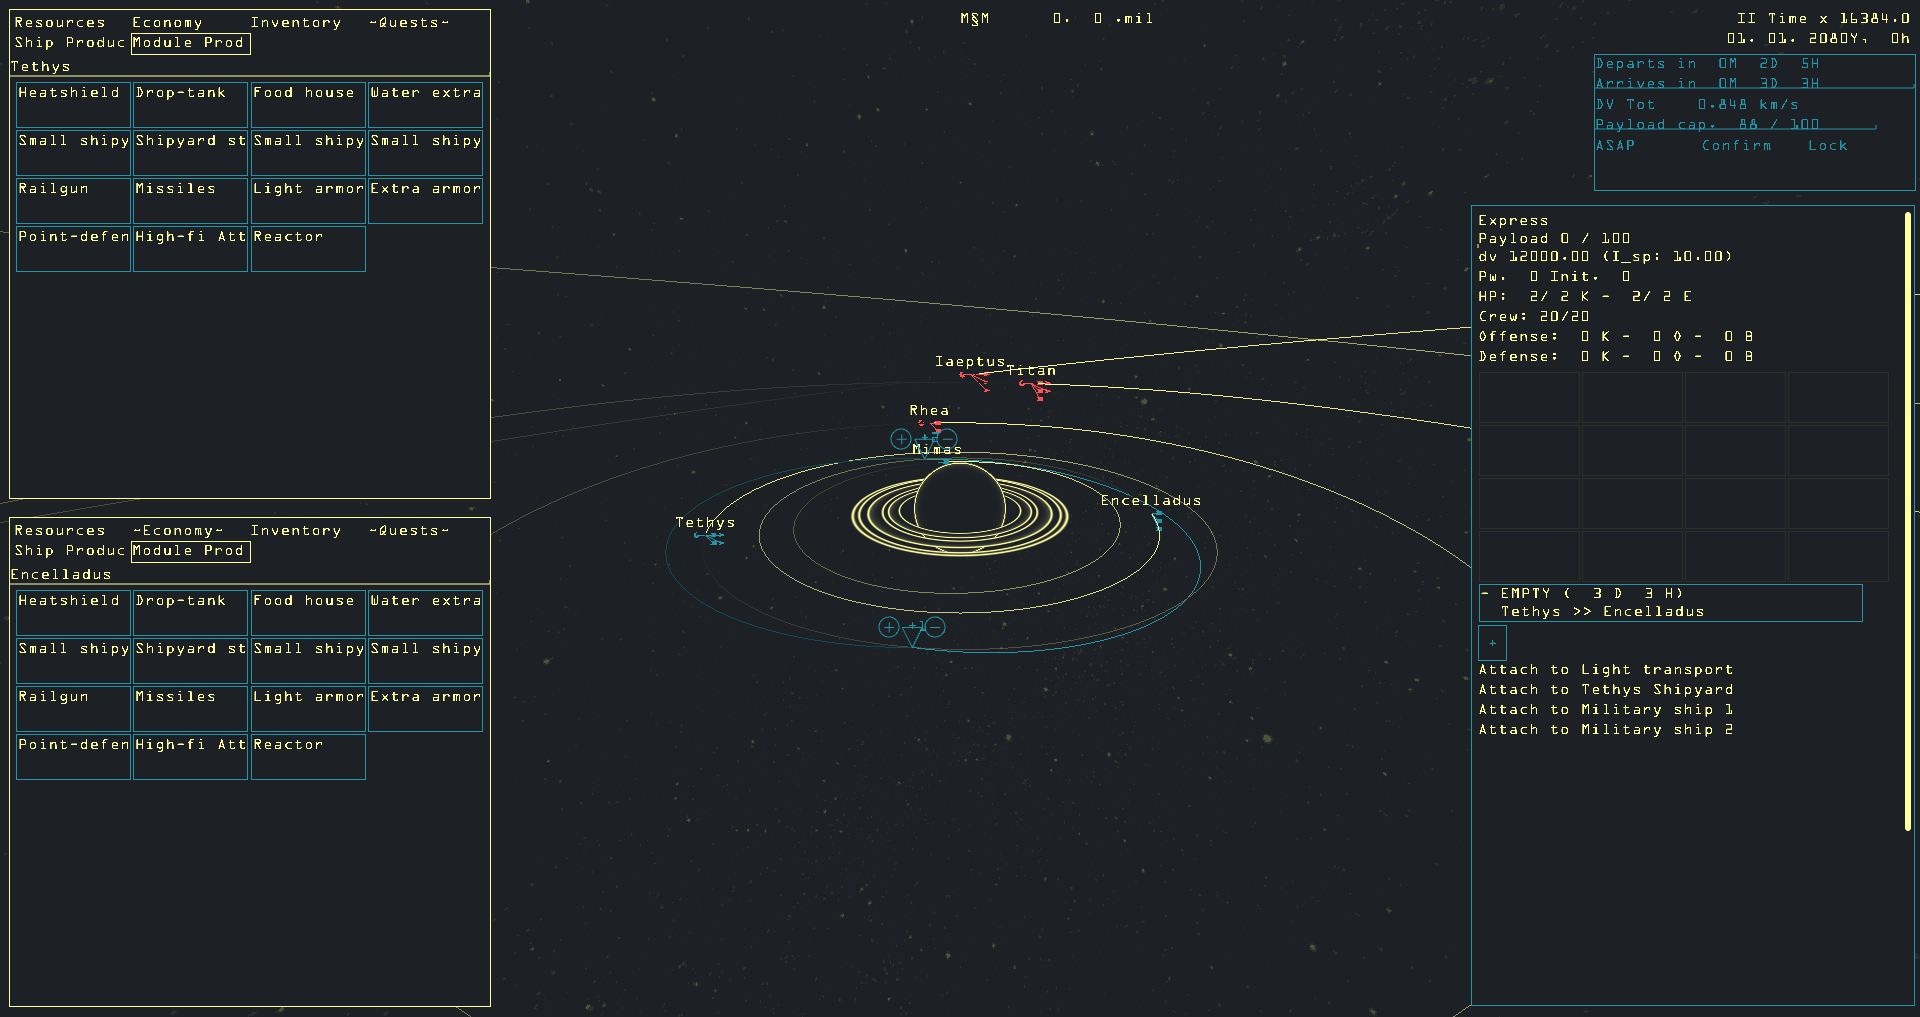 Resources Economy Inventory ~Quests~
Ship Produc Module Prod
Tethys
Heatshield Drop-tank Food house Water extra
Small shipy Shipyard st Small shipy Small shipy
Railgun Missiles Light armor Extra armor
Point-defen High-fi Att Reactor
Resources ~Economy~ Inventory ~Quests~
Ship Produc Module Prod
Encelladus
Heatshield Drop-tank Food house Water extra
Small shipy Shipyard st Small shipy Small shipy
Railgun Missiles Light armor Extra armor
Point-defen High-fi Att Reactor
M§M 0. 0 .mil
Iaeptus
Titan
Rhea
Mimas
Encelladus
Tethys
II Time x 16384.0
01. 01. 2080Y, 0h
Departs in 0M 2D 5H
Arrives in 0M 3D 3H
DV Tot 0.848 km/s
Payload cap. 88 / 100
ASAP Confirm Lock
Express
Payload 0 / 100
dv 12000.00 (I_sp: 10.00)
Pw. 0 Init. 0
HP: 2/ 2 K - 2/ 2 E
Crew: 20/20
Offense: 0 K - 0 O - 0 B
Defense: 0 K - 0 O - 0 B
- EMPTY ( 3 D 3 H)
Tethys >> Encelladus
+
Attach to Light transport
Attach to Tethys Shipyard
Attach to Military ship 1
Attach to Military ship 2